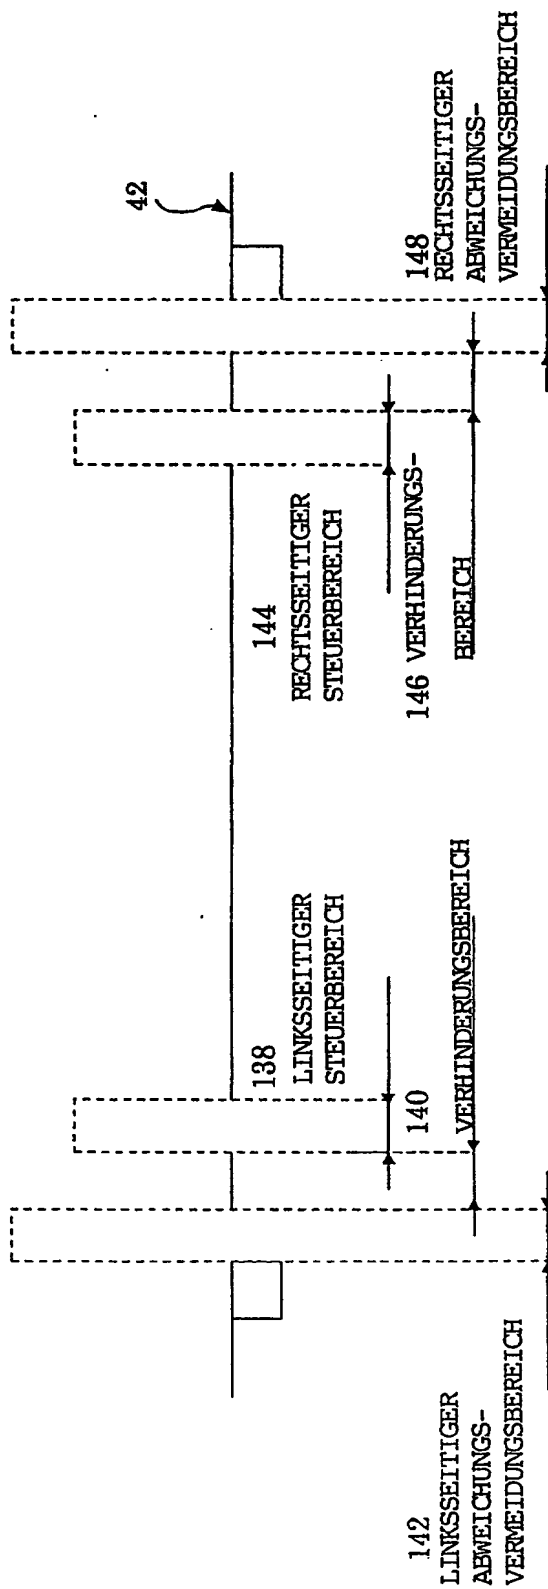 42
138
LINKSSEITIGER
STEUERBEREICH
144
RECHTSSEITIGER
STEUERBEREICH
140
VERHINDERUNGSBEREICH
146 VERHINDERUNGS-
BEREICH
142
LINKSSEITIGER
ABWEICHUNGS-
VERMEIDUNGSBEREICH
148
RECHTSSEITIGER
ABWEICHUNGS-
VERMEIDUNGSBEREICH